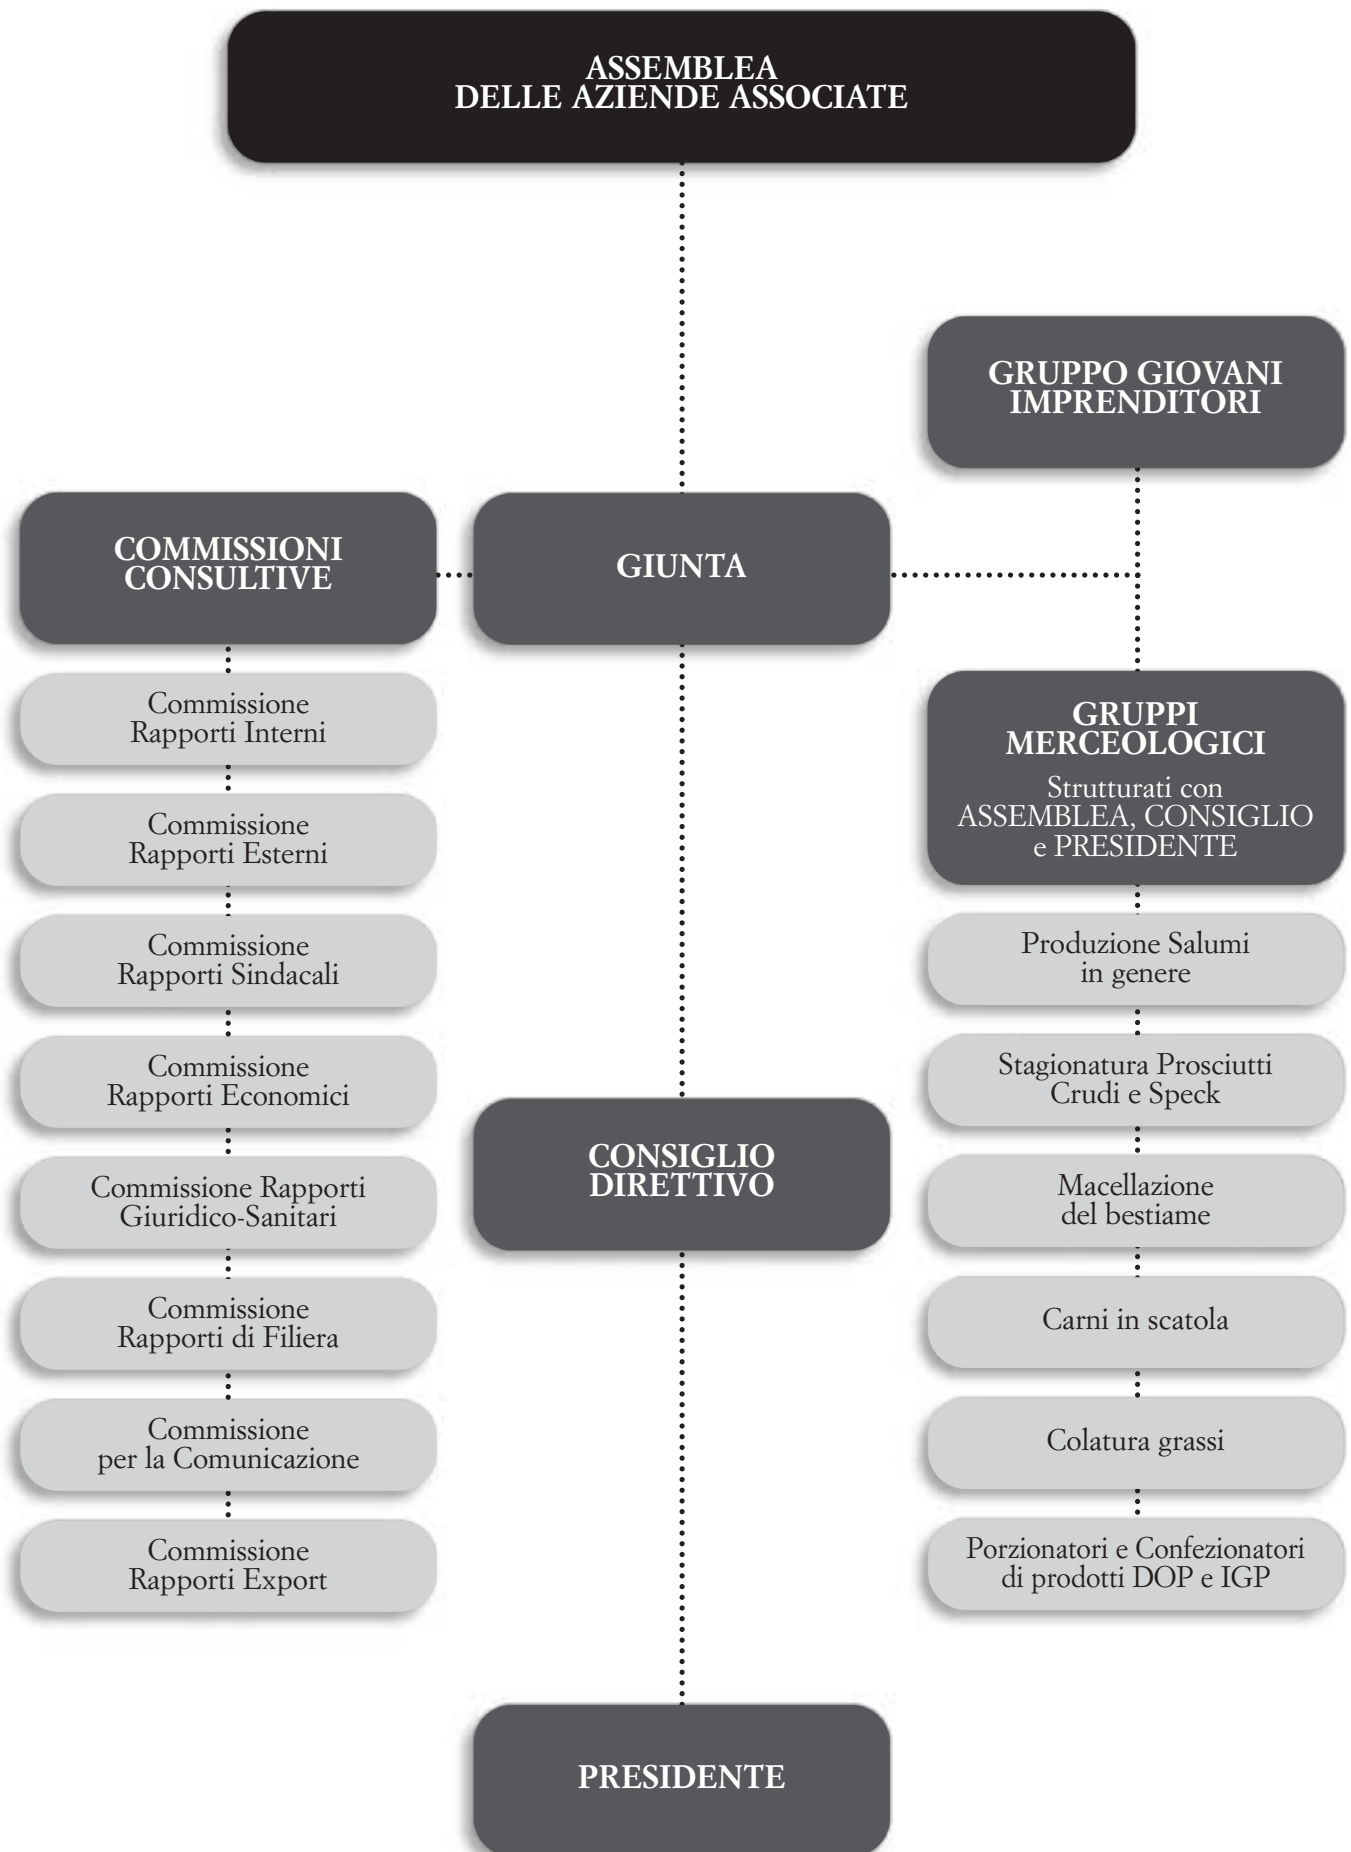 ASSEMBLEA
DELLE AZIENDE ASSOCIATE
GRUPPO GIOVANI
IMPRENDITORI
COMMISSIONI
CONSULTIVE
GIUNTA
Commissione
Rapporti Interni
Commissione
Rapporti Esterni
Commissione
Rapporti Sindacali
Commissione
Rapporti Economici
Commissione Rapporti
Giuridico-Sanitari
Commissione
Rapporti di Filiera
Commissione
per la Comunicazione
Commissione
Rapporti Export
GRUPPI
MERCEOLOGICI
Strutturati con
ASSEMBLEA, CONSIGLIO
e PRESIDENTE
Produzione Salumi
in genere
Stagionatura Prosciutti
Crudi e Speck
Macellazione
del bestiame
Carni in scatola
Colatura grassi
Porzionatori e Confezionatori
di prodotti DOP e IGP
CONSIGLIO
DIRETTIVO
PRESIDENTE